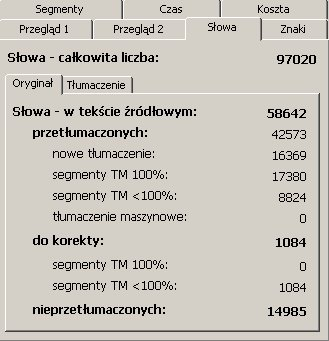 Segmenty Czas Koszta
Przegląd 1 Przegląd 2 Słowa Znaki
Słowa - całkowita liczba: 97020
Oryginał Tłumaczenie
Słowa - w tekście źródłowym: 58642
przetłumaczonych: 42573
nowe tłumaczenie: 16369
segmenty TM 100%: 17380
segmenty TM <100%: 8824
tłumaczenie maszynowe: 0
do korekty: 1084
segmenty TM 100%: 0
segmenty TM <100%: 1084
nieprzetłumaczonych: 14985